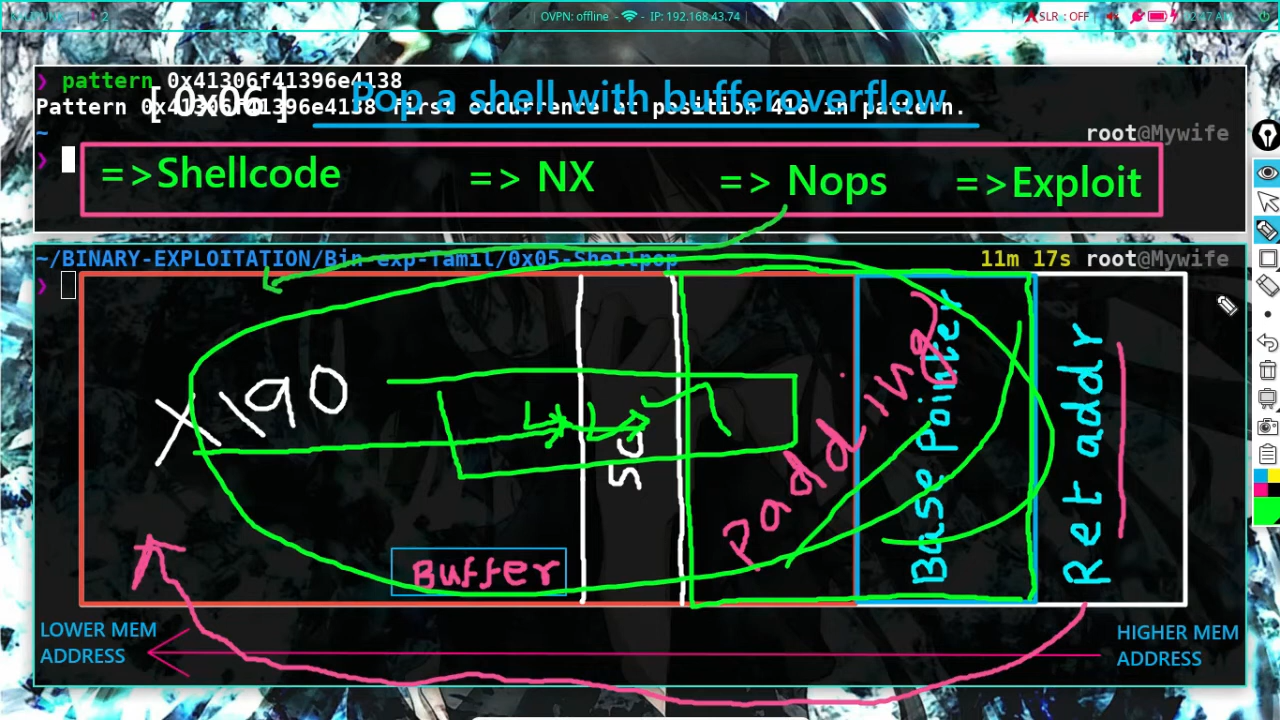 OVPN: offline - - IP: 192.168.43.74
SLR : OFF
❯ pattern 0x41306f41396e4138
[ 0x06 ] Pop a shell with bufferoverflow
Pattern 0x41306f41396e4138 first occurrence at position 416 in pattern.
~
root@Mywife
❯
=>Shellcode => NX => Nops =>Exploit
~/BINARY-EXPLOITATION/Bin-exp-Tamil/0x05-Shellpop 11m 17s root@Mywife
❯
X190
padding
Base Pointer
Ret addr
Buffer
LOWER MEM
ADDRESS
HIGHER MEM
ADDRESS